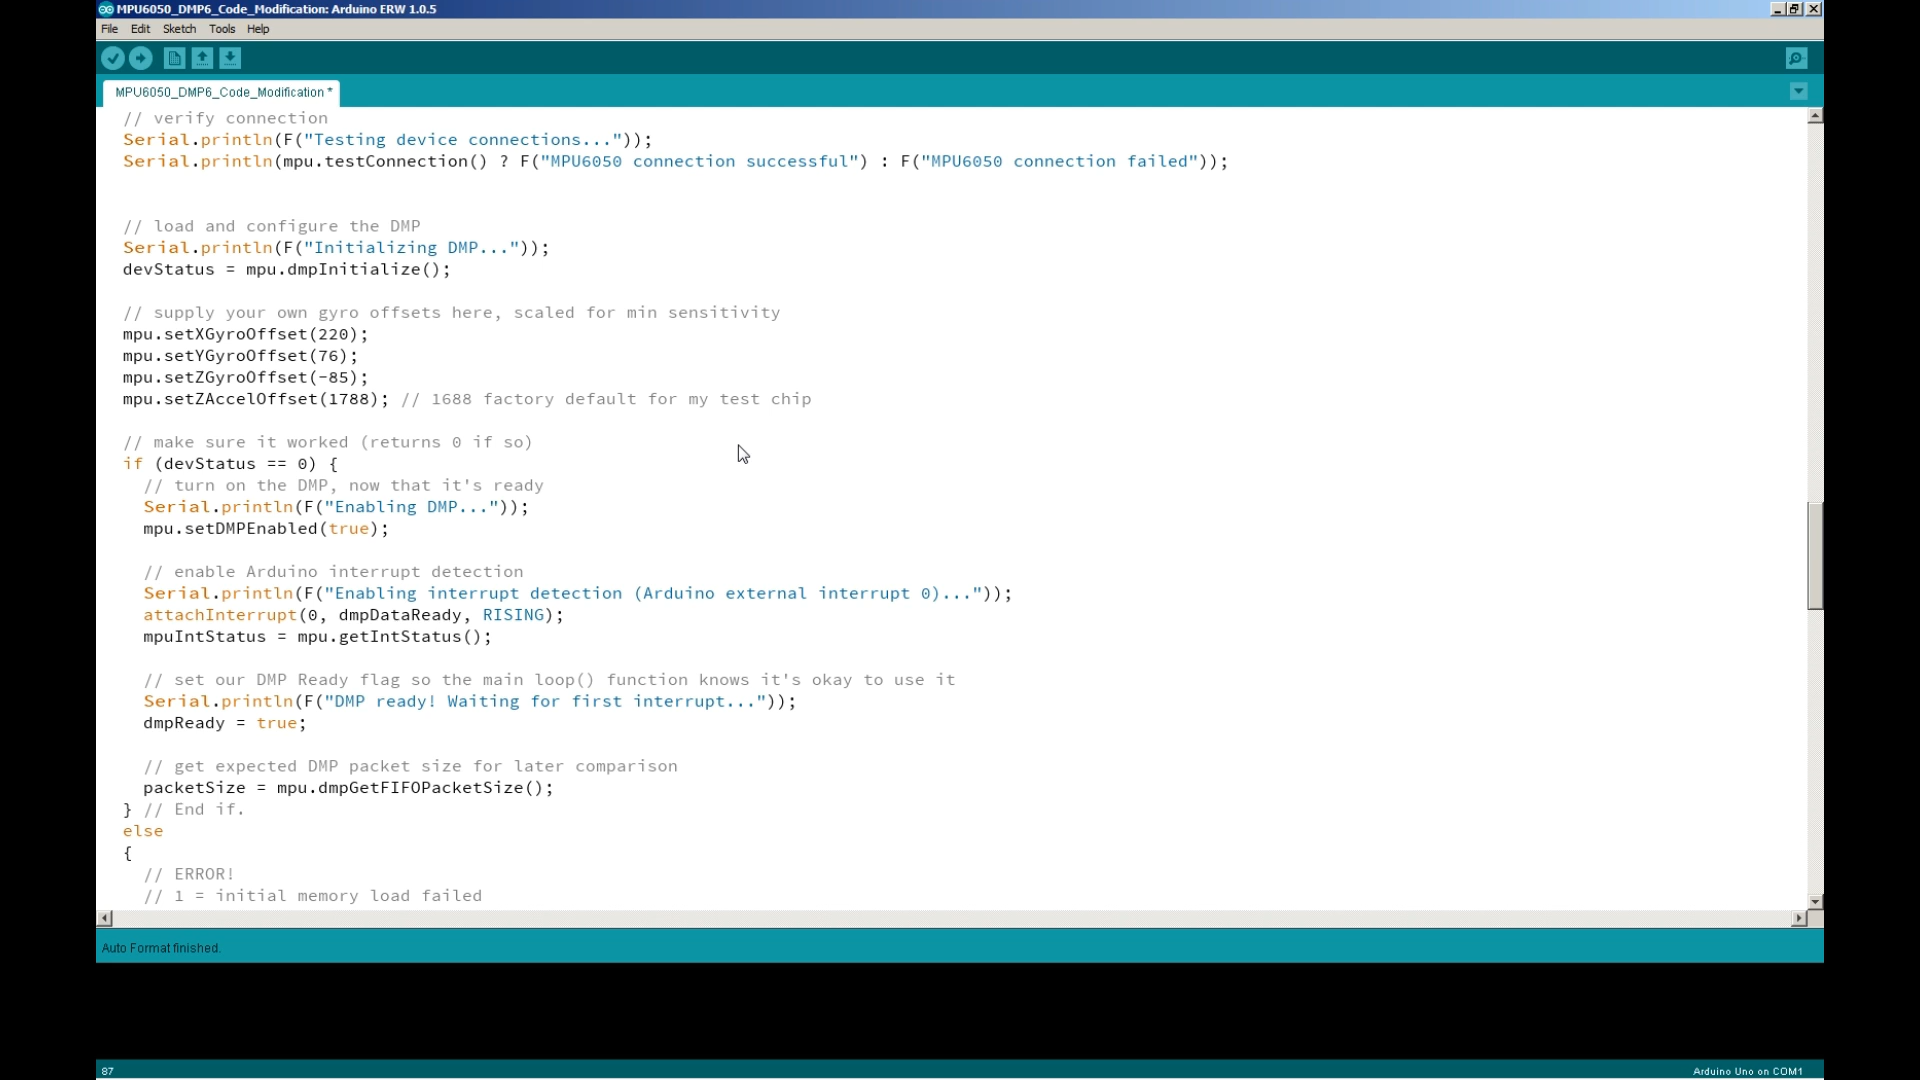 MPU6050_DMP6_Code_Modification: Arduino ERW 1.0.5
File Edit Sketch Tools Help
MPU6050_DMP6_Code_Modification *
// verify connection
Serial.println(F("Testing device connections..."));
Serial.println(mpu.testConnection() ? F("MPU6050 connection successful") : F("MPU6050 connection failed"));
// load and configure the DMP
Serial.println(F("Initializing DMP..."));
devStatus = mpu.dmpInitialize();
// supply your own gyro offsets here, scaled for min sensitivity
mpu.setXGyroOffset(220);
mpu.setYGyroOffset(76);
mpu.setZGyroOffset(-85);
mpu.setZAccelOffset(1788); // 1688 factory default for my test chip
// make sure it worked (returns 0 if so)
if (devStatus == 0) {
// turn on the DMP, now that it's ready
Serial.println(F("Enabling DMP..."));
mpu.setDMPEnabled(true);
// enable Arduino interrupt detection
Serial.println(F("Enabling interrupt detection (Arduino external interrupt 0)..."));
attachInterrupt(0, dmpDataReady, RISING);
mpuIntStatus = mpu.getIntStatus();
// set our DMP Ready flag so the main loop() function knows it's okay to use it
Serial.println(F("DMP ready! Waiting for first interrupt..."));
dmpReady = true;
// get expected DMP packet size for later comparison
packetSize = mpu.dmpGetFIFOPacketSize();
} // End if.
else
{
// ERROR!
// 1 = initial memory load failed
Auto Format finished.
87
Arduino Uno on COM1